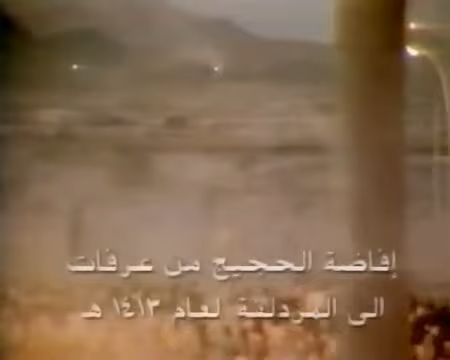 إفاضة الحجيج من عرفات
الى المزدلفة لعام ١٤١٣ هـ